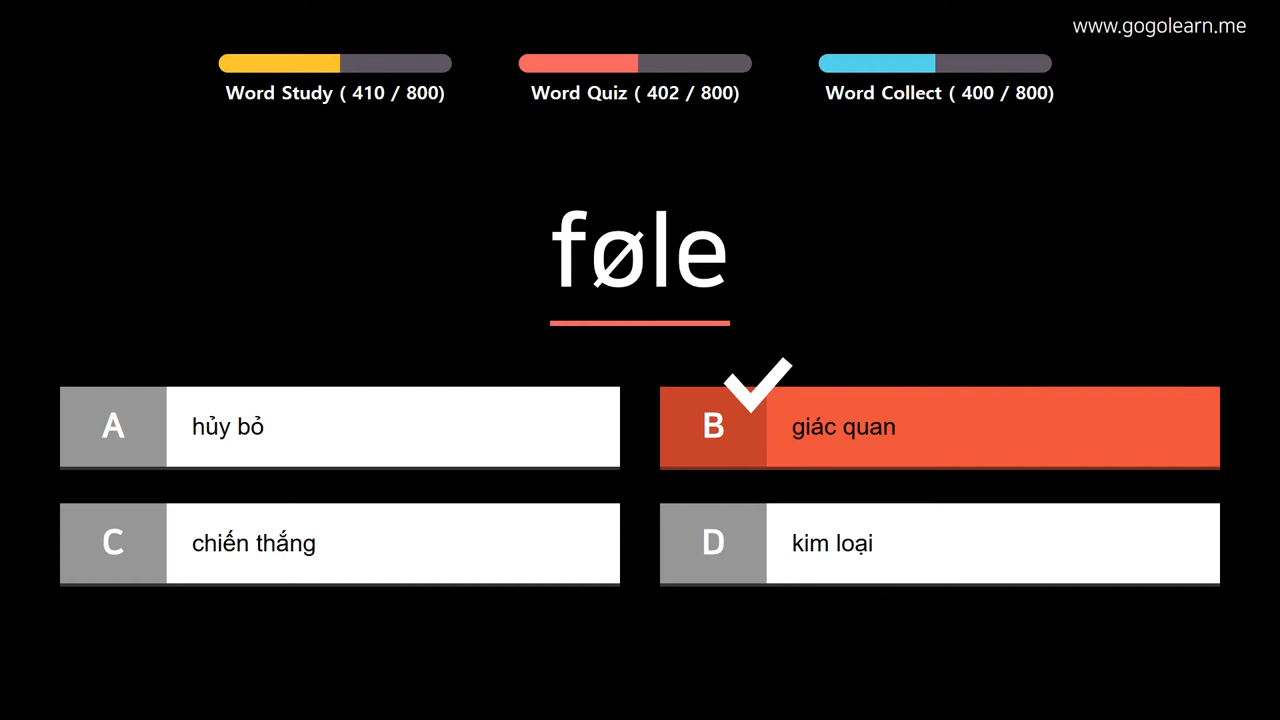 www.gogolearn.me
Word Study ( 410 / 800)
Word Quiz ( 402 / 800)
Word Collect ( 400 / 800)
føle
A
hủy bỏ
B
giác quan
C
chiến thắng
D
kim loại